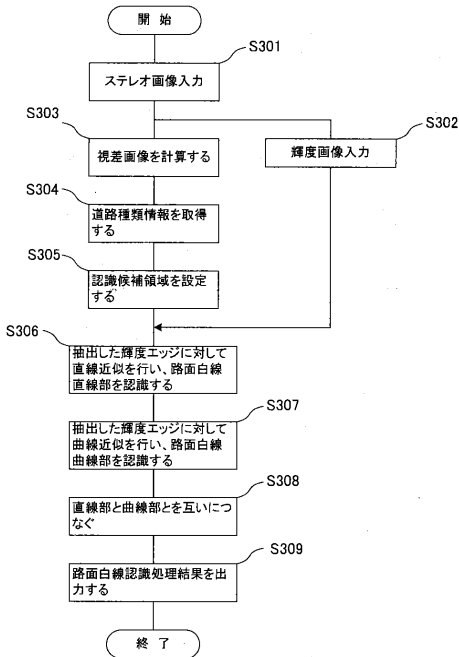 開 始
S301
ステレオ画像入力
S303
S302
視差画像を計算する
輝度画像入力
S304
道路種類情報を取得
する
S305
認識候補領域を設定
する
S306
抽出した輝度エッジに対して
直線近似を行い、路面白線
直線部を認識する
S307
抽出した輝度エッジに対して
曲線近似を行い、路面白線
曲線部を認識する
S308
直線部と曲線部とを互いにつ
なぐ
S309
路面白線認識処理結果を出
力する
終 了